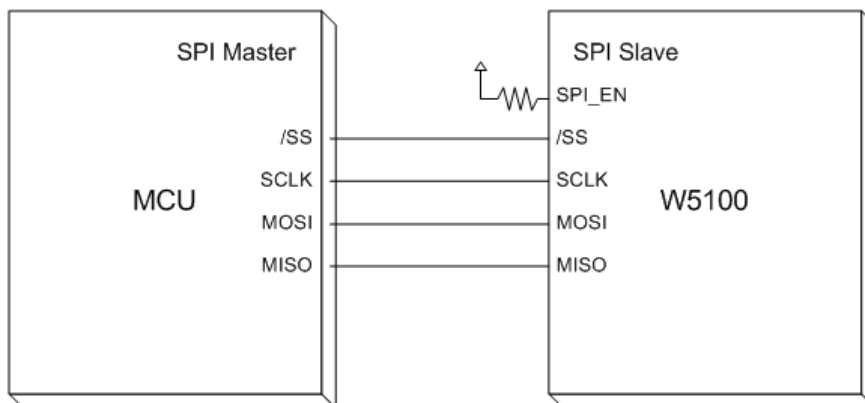 SPI Master
/SS
SCLK
MCU
MOSI
MISO
SPI Slave
SPI_EN
/SS
SCLK
W5100
MOSI
MISO